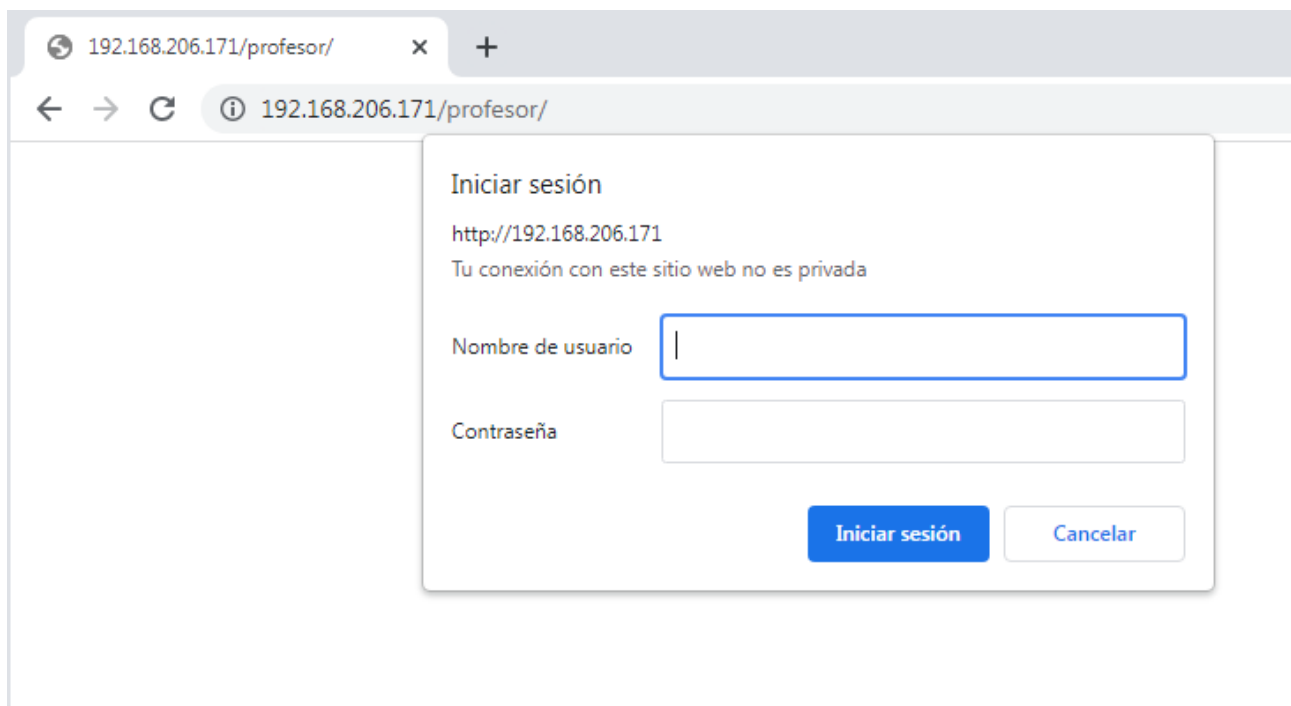 192.168.206.171/profesor/
192.168.206.171/profesor/
Iniciar sesión
http://192.168.206.171
Tu conexión con este sitio web no es privada
Nombre de usuario
Contraseña
Iniciar sesión Cancelar